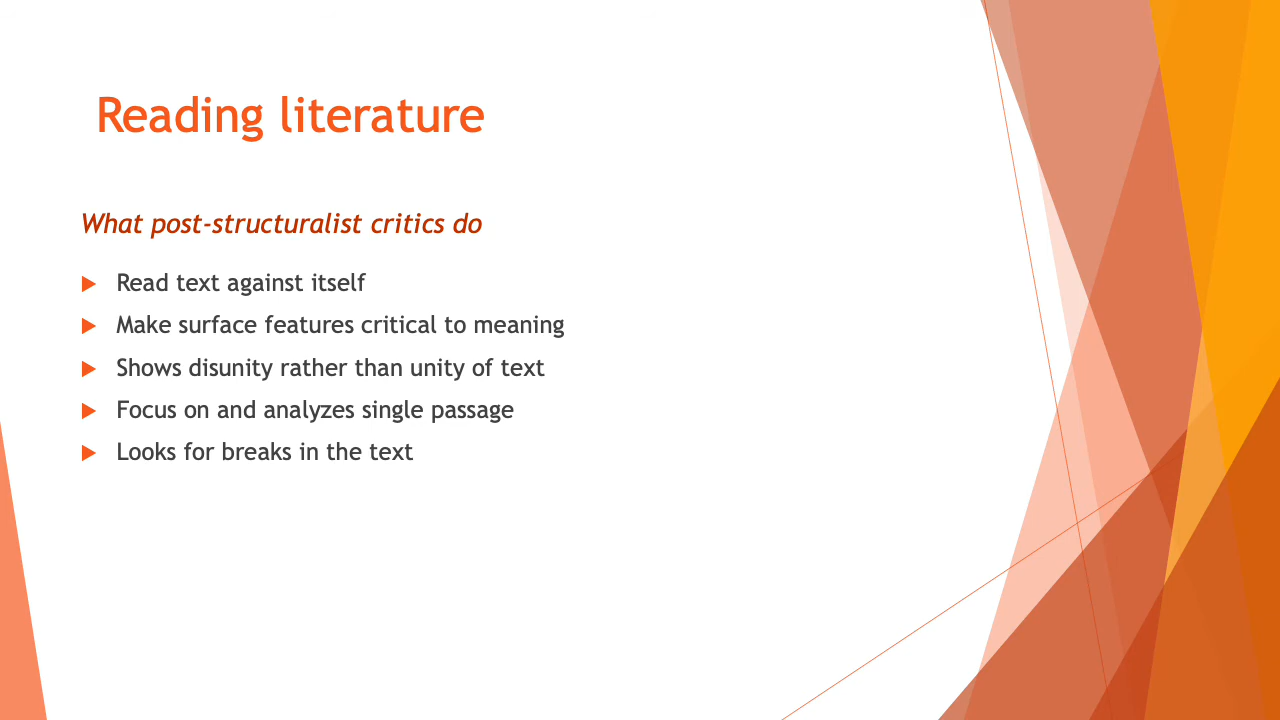 Reading literature
What post-structuralist critics do
Read text against itself
Make surface features critical to meaning
Shows disunity rather than unity of text
Focus on and analyzes single passage
Looks for breaks in the text